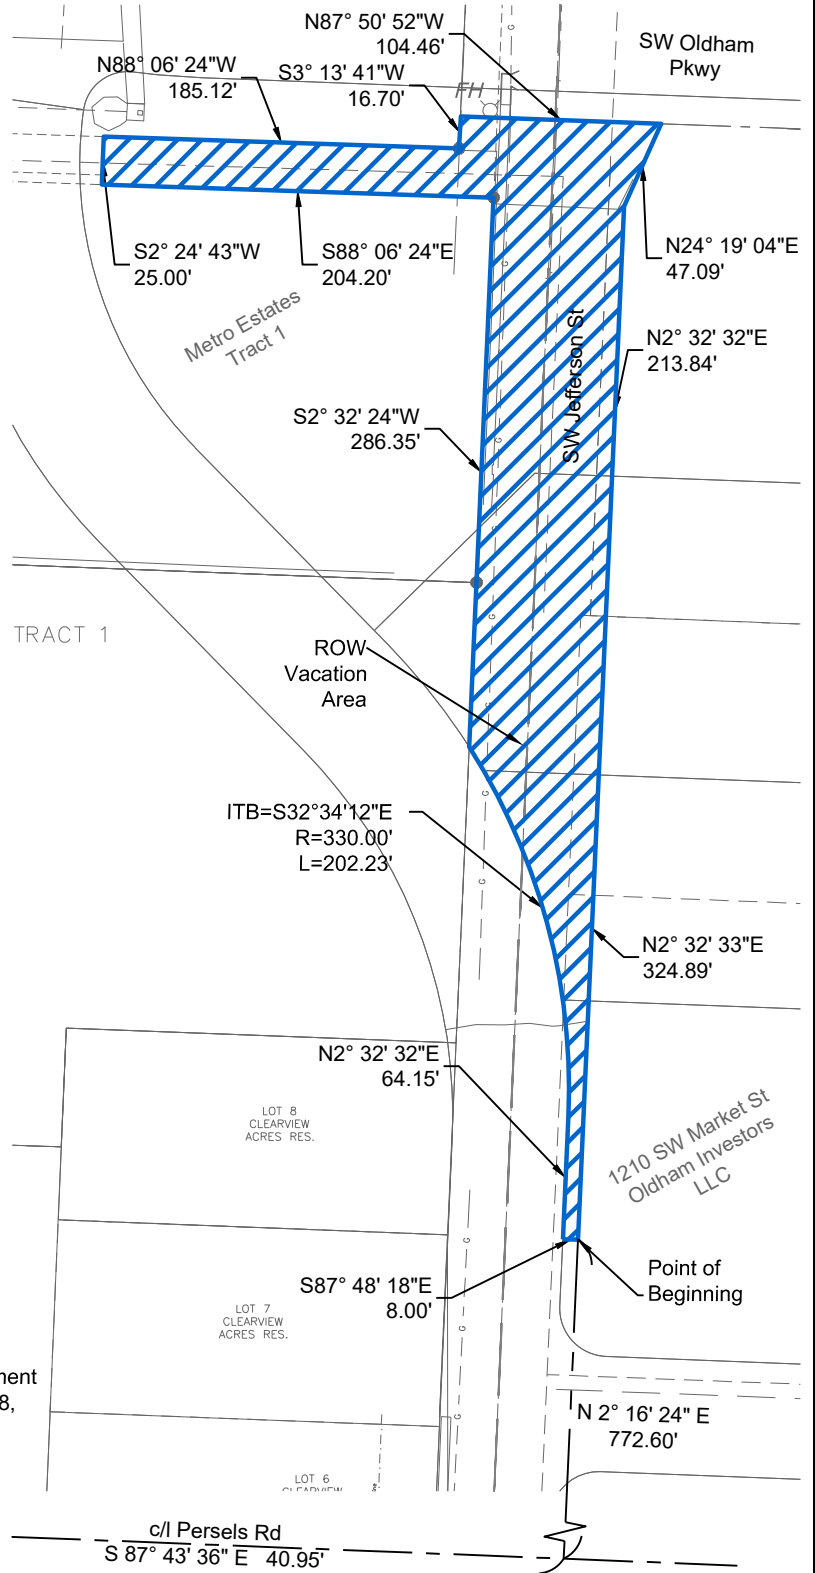 N87° 50' 52"W
104.46'
SW Oldham
Pkwy
N88° 06' 24"W
185.12'
S3° 13' 41"W
16.70'
FH
G
S2° 24' 43"W
25.00'
S88° 06' 24"E
204.20'
N24° 19' 04"E
47.09'
G
Metro Estates
Tract 1
SW Jefferson St
N2° 32' 32"E
213.84'
S2° 32' 24"W
286.35'
G
G
G
TRACT 1
ROW
Vacation
Area
G
G
ITB=S32°34'12"E
R=330.00'
L=202.23'
G
N2° 32' 33"E
324.89'
N2° 32' 32"E
64.15'
LOT 8
CLEARVIEW
ACRES RES.
1210 SW Market St
Oldham Investors
LLC
G
S87° 48' 18"E
8.00'
Point of
Beginning
LOT 7
CLEARVIEW
ACRES RES.
G
ment
8,
G
N 2° 16' 24" E
772.60'
LOT 6
CLEARVIEW
c/l Persels Rd
S 87° 43' 36" E 40.95'